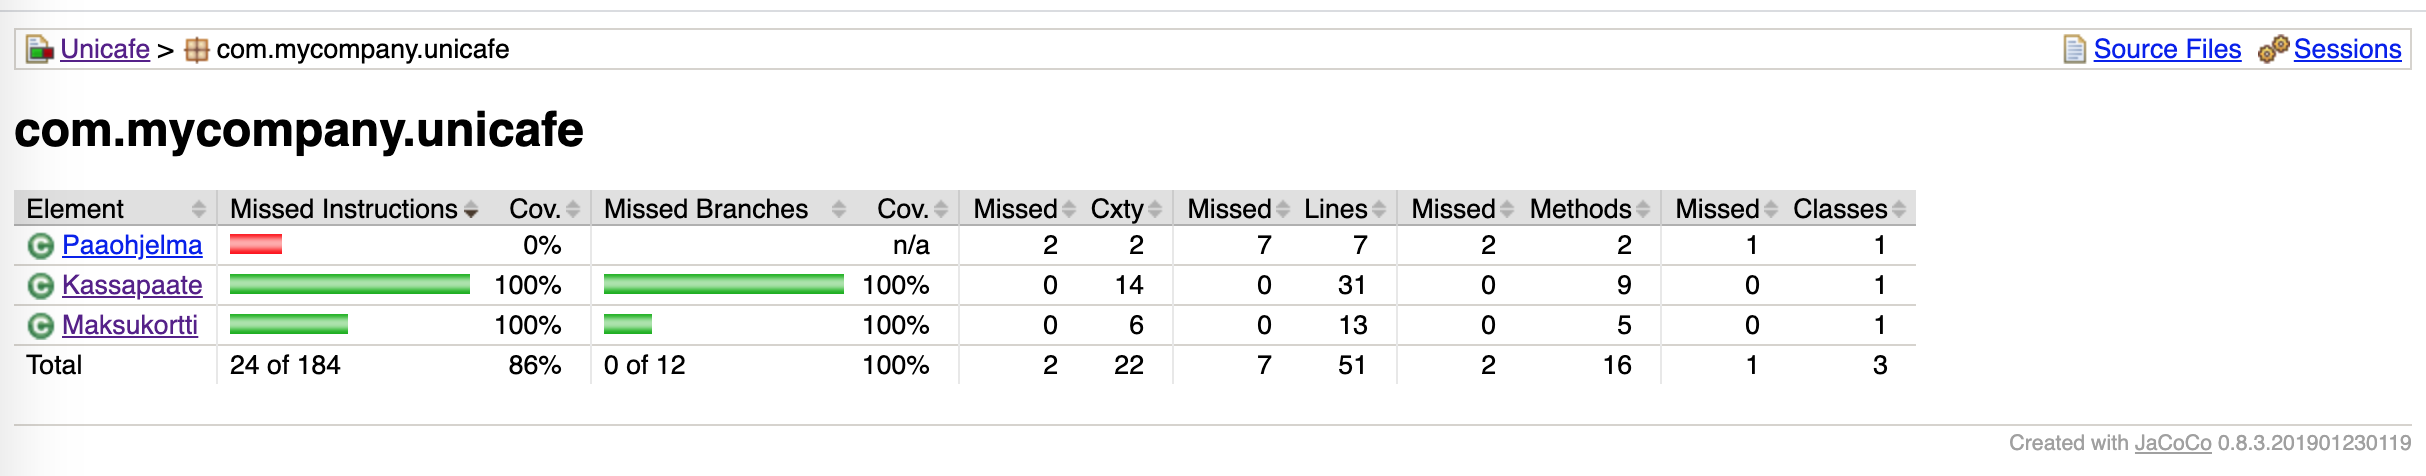 Unicafe > com.mycompany.unicafe Source Files Sessions
com.mycompany.unicafe
Element Missed Instructions Cov. Missed Branches Cov. Missed Cxty Missed Lines Missed Methods Missed Classes
Paaohjelma 0% n/a 2 2 7 7 2 2 1 1
Kassapaate 100% 100% 0 14 0 31 0 9 0 1
Maksukortti 100% 100% 0 6 0 13 0 5 0 1
Total 24 of 184 86% 0 of 12 100% 2 22 7 51 2 16 1 3
Created with JaCoCo 0.8.3.201901230119